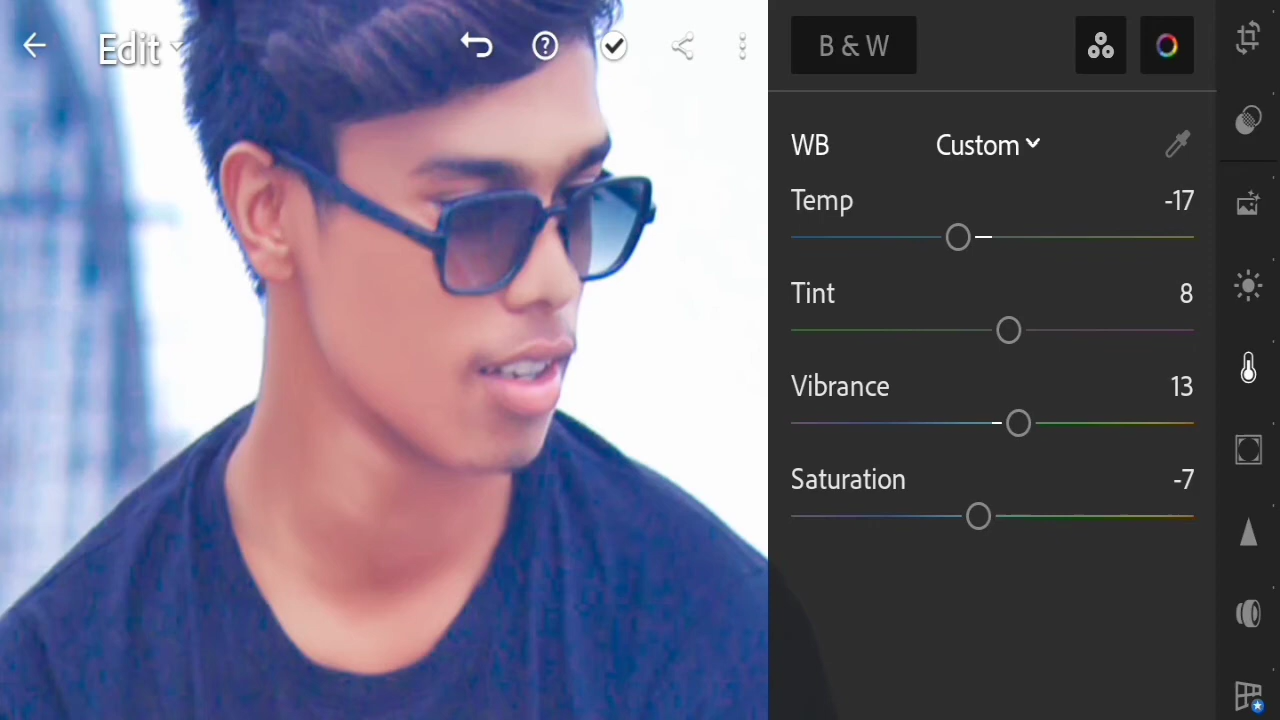 Edit
B & W
WB Custom
Temp -17
Tint 8
Vibrance 13
Saturation -7